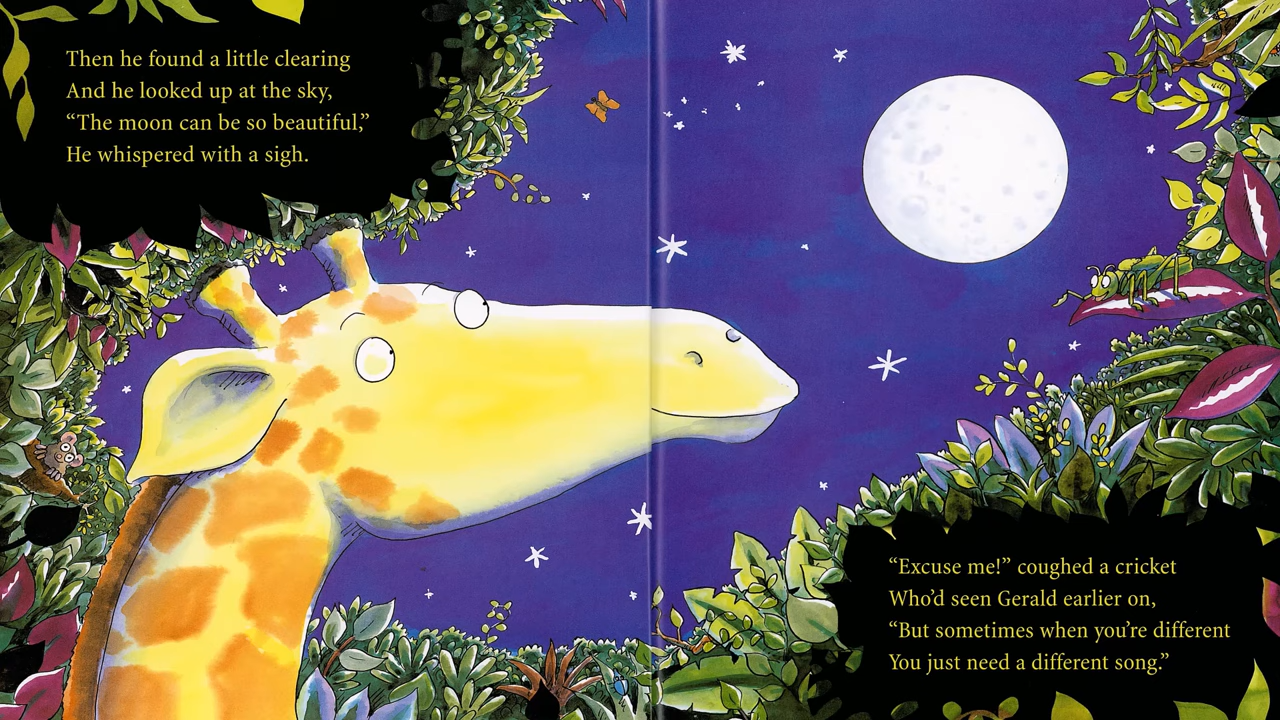 Then he found a little clearing
And he looked up at the sky,
“The moon can be so beautiful,”
He whispered with a sigh.
“Excuse me!” coughed a cricket
Who’d seen Gerald earlier on,
“But sometimes when you’re different
You just need a different song.”